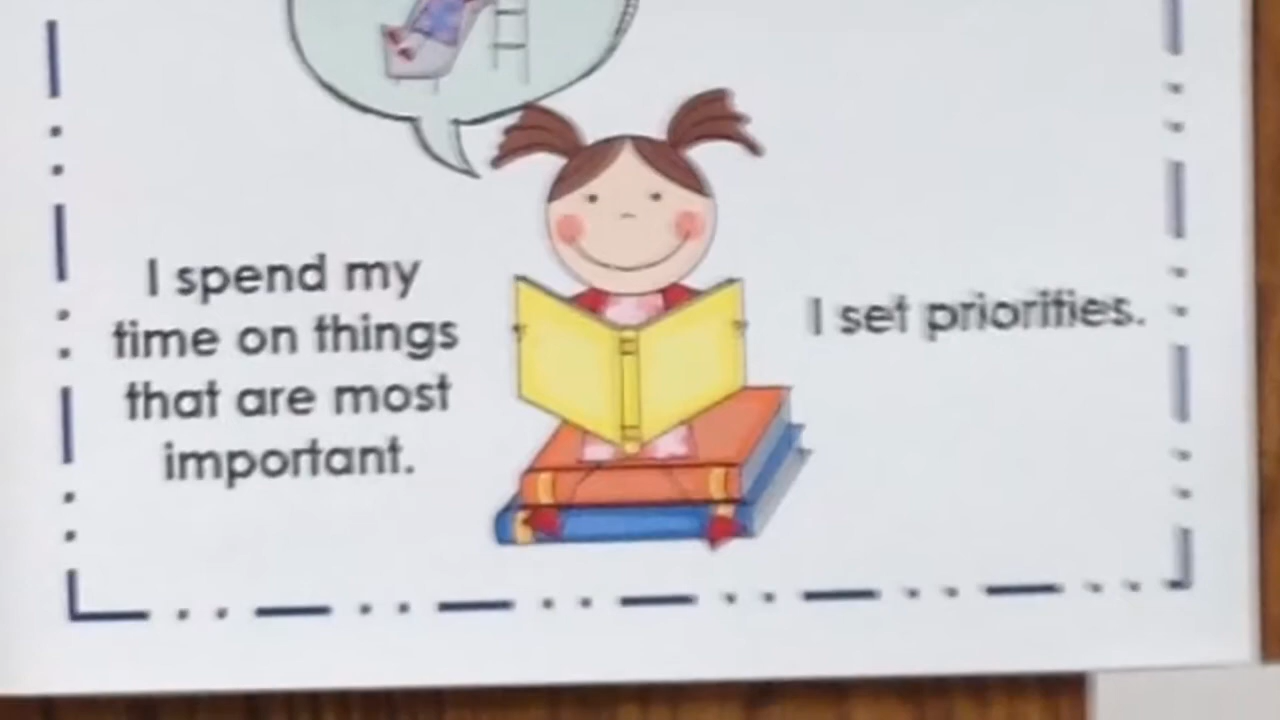 I spend my
time on things
that are most
important.
I set priorities.